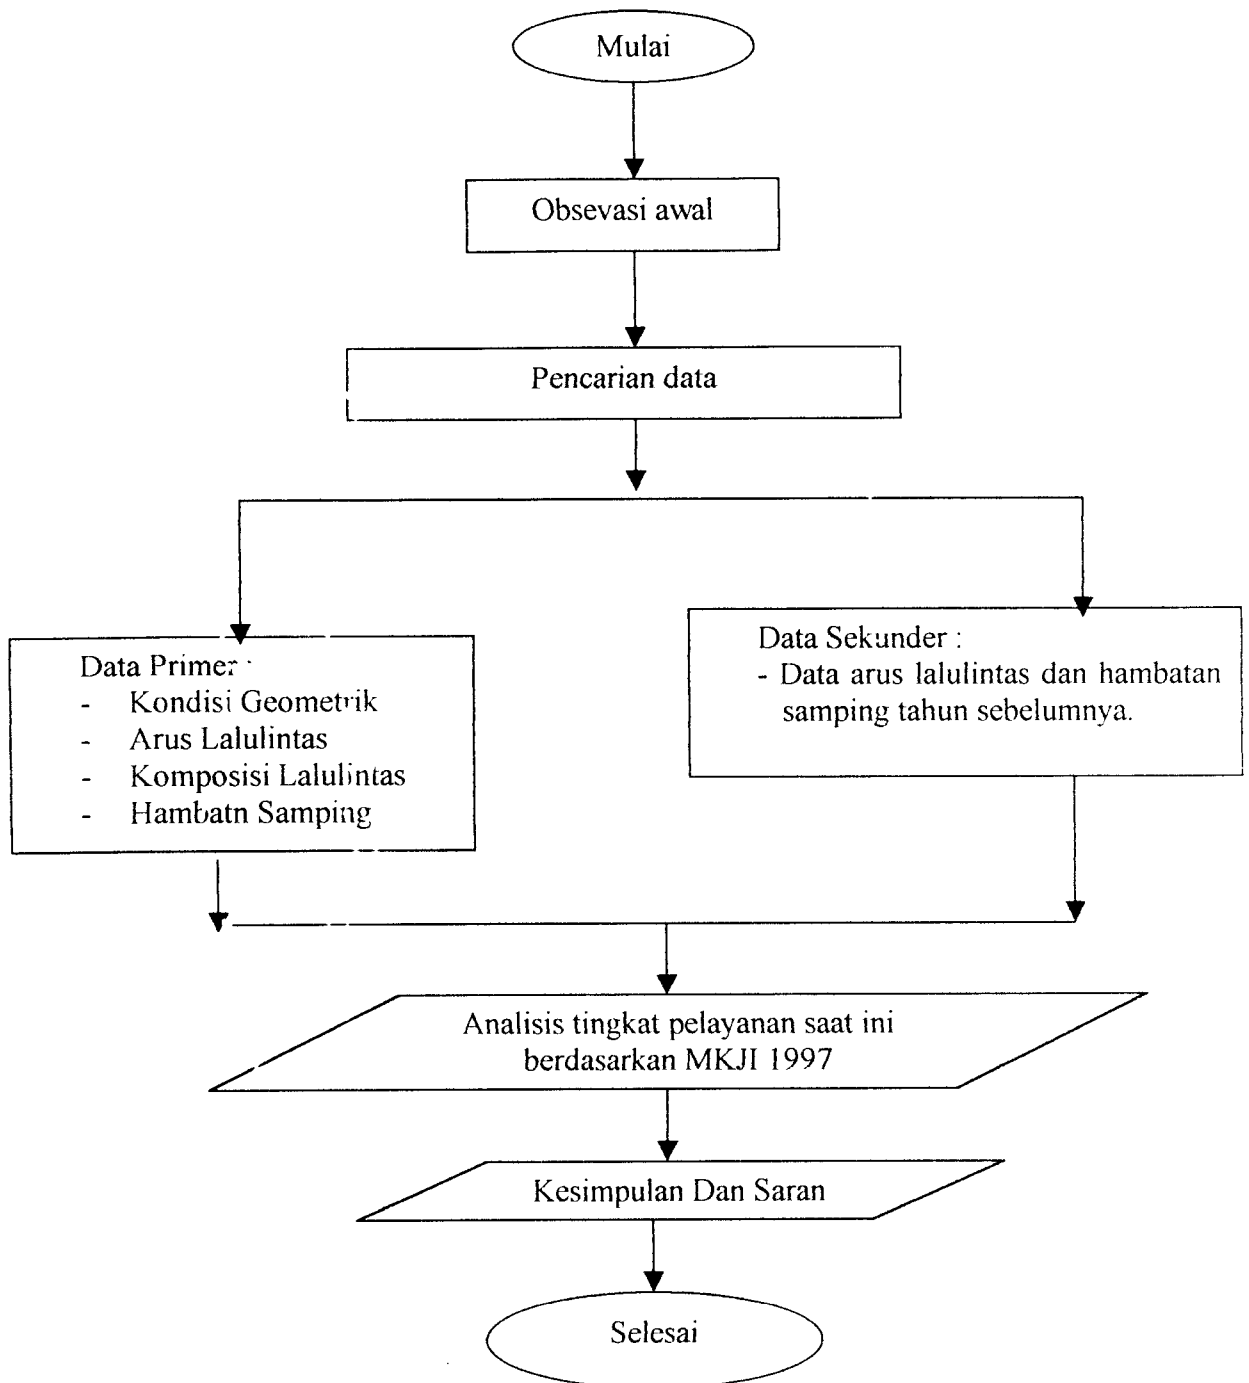 Mulai
Obsevasi awal
Pencarian data
Data Primer :
- Kondisi Geometrik
- Arus Lalulintas
- Komposisi Lalulintas
- Hambatn Samping
Data Sekunder :
- Data arus lalulintas dan hambatan
samping tahun sebelumnya.
Analisis tingkat pelayanan saat ini
berdasarkan MKJI 1997
Kesimpulan Dan Saran
Selesai